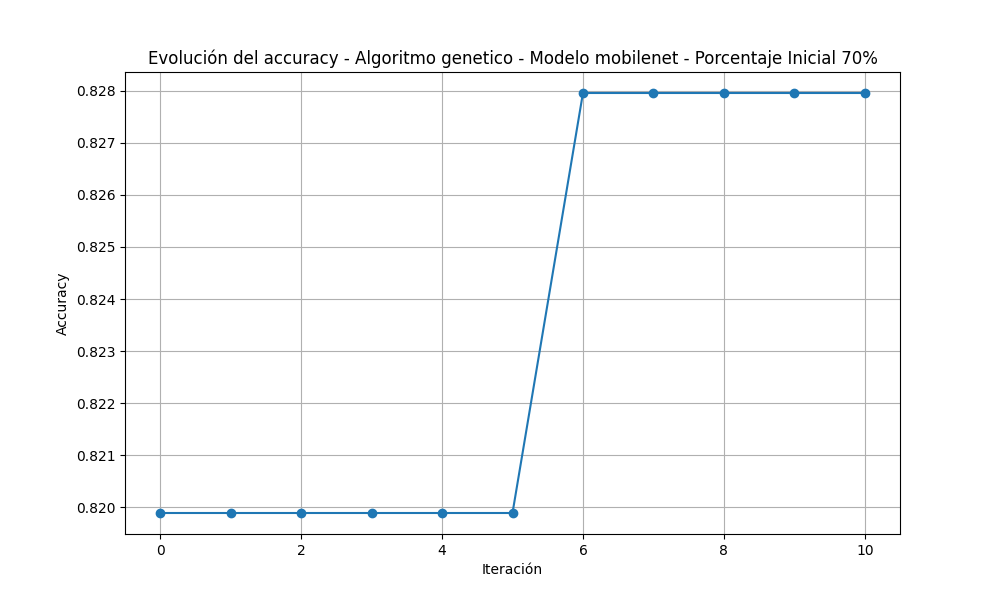 Evolución del accuracy - Algoritmo genetico - Modelo mobilenet - Porcentaje Inicial 70%
0.828
0.827
0.826
0.825
0.824
0.823
0.822
0.821
0.820
Accuracy
0 2 4 6 8 10
Iteración